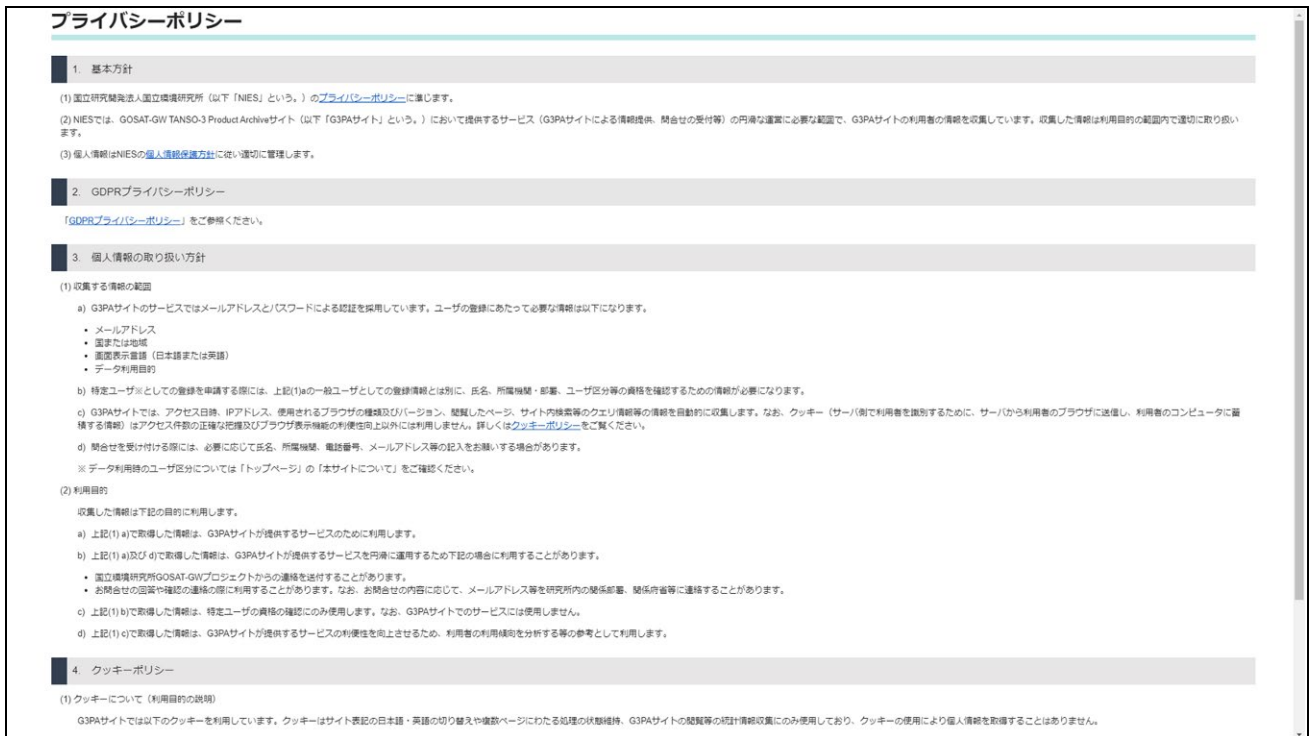 プライバシーポリシー
1. 基本方針
(1) 国立研究開発法人国立環境研究所（以下「NIES」という。）のプライバシーポリシーに準じます。
(2) NIESでは、GOSAT-GW TANSO-3 Product Archiveサイト（以下「G3PAサイト」という。）において提供するサービス（G3PAサイトによる情報提供、問合せの受付等）の円滑な運営に必要な範囲で、G3PAサイトの利用者の情報を収集しています。収集した情報は利用目的の範囲内で適切に取り扱い
ます。
(3) 個人情報はNIESの個人情報保護方針に従い適切に管理します。
2. GDPRプライバシーポリシー
「GDPRプライバシーポリシー」をご参照ください。
3. 個人情報の取り扱い方針
(1) 収集する情報の範囲
a) G3PAサイトのサービスではメールアドレスとパスワードによる認証を採用しています。ユーザの登録にあたって必要な情報は以下になります。
• メールアドレス
• 国または地域
• 画面表示言語（日本語または英語）
• データ利用目的
b) 特定ユーザ※としての登録を申請する際には、上記(1)aの一般ユーザとしての登録情報とは別に、氏名、所属機関・部署、ユーザ区分等の資格を確認するための情報が必要になります。
c) G3PAサイトでは、アクセス日時、IPアドレス、使用されるブラウザの種類及びバージョン、閲覧したページ、サイト内検索等のクエリ情報等の情報を自動的に収集します。なお、クッキー（サーバ側で利用者を識別するために、サーバから利用者のブラウザに送信し、利用者のコンピュータに蓄
積する情報）はアクセス件数の正確な把握及びブラウザ表示機能の利便性向上以外には利用しません。詳しくはクッキーポリシーをご覧ください。
d) 問合せを受け付ける際には、必要に応じて氏名、所属機関、電話番号、メールアドレス等の記入をお願いする場合があります。
※ データ利用時のユーザ区分については「トップページ」の「本サイトについて」をご確認ください。
(2) 利用目的
収集した情報は下記の目的に利用します。
a) 上記(1) a)で取得した情報は、G3PAサイトが提供するサービスのために利用します。
b) 上記(1) a)及び d)で取得した情報は、G3PAサイトが提供するサービスを円滑に運用するため下記の場合に利用することがあります。
• 国立環境研究所GOSAT-GWプロジェクトからの連絡を送付することがあります。
• お問合せの回答や確認の連絡の際に利用することがあります。なお、お問合せの内容に応じて、メールアドレス等を研究所内の関係部署、関係府省等に連絡することがあります。
c) 上記(1) b)で取得した情報は、特定ユーザの資格の確認にのみ使用します。なお、G3PAサイトでのサービスには使用しません。
d) 上記(1) c)で取得した情報は、G3PAサイトが提供するサービスの利便性を向上させるため、利用者の利用傾向を分析する等の参考として利用します。
4. クッキーポリシー
(1) クッキーについて（利用目的の説明）
G3PAサイトでは以下のクッキーを利用しています。クッキーはサイト表記の日本語・英語の切り替えや複数ページにわたる処理の状態維持、G3PAサイトの閲覧等の統計情報収集にのみ使用しており、クッキーの使用により個人情報を取得することはありません。